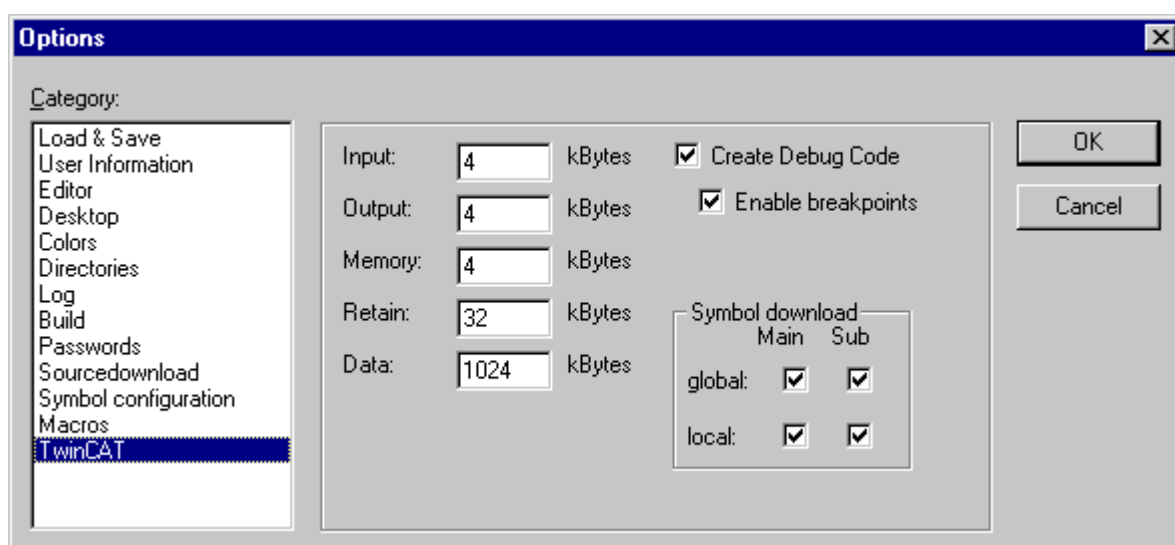 Options
Category:
Load & Save
User Information
Editor
Desktop
Colors
Directories
Log
Build
Passwords
Sourcedownload
Symbol configuration
Macros
TwinCAT
Input: 4 kBytes
Output: 4 kBytes
Memory: 4 kBytes
Retain: 32 kBytes
Data: 1024 kBytes
Create Debug Code
Enable breakpoints
Symbol download
Main Sub
global:
local:
OK
Cancel